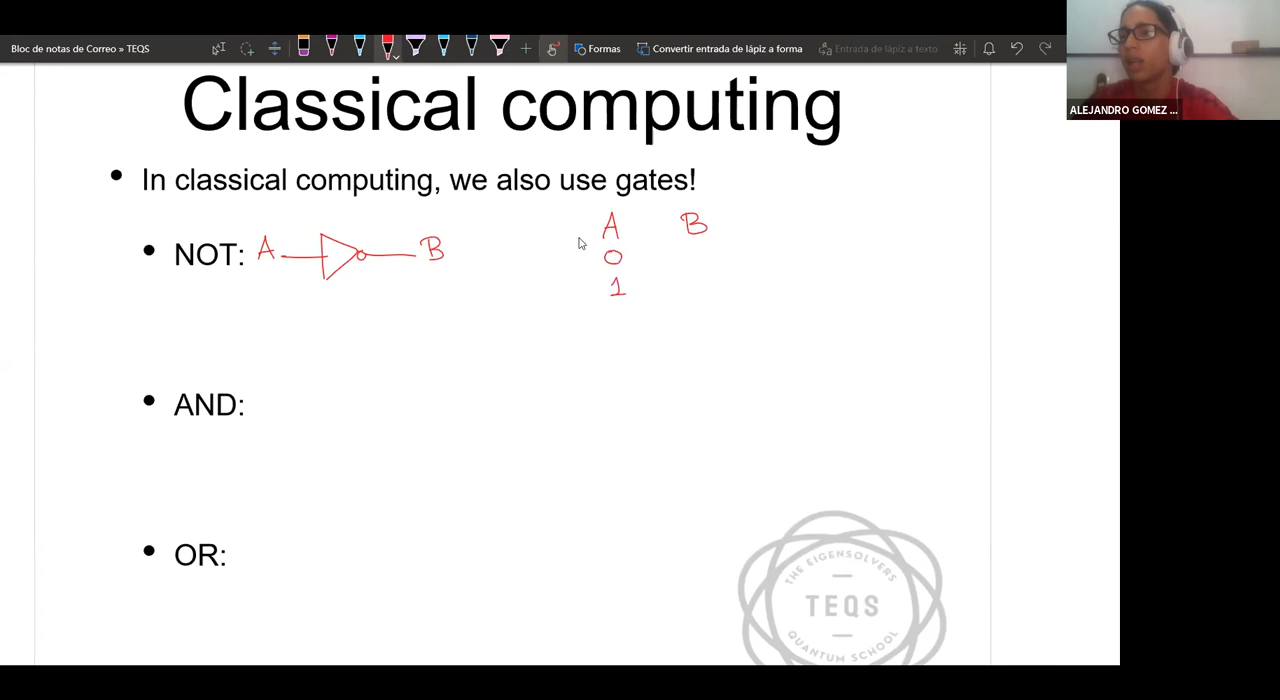 Bloc de notas de Correo » TEQS
Formas
Convertir entrada de lápiz a forma
Entrada de lápiz a texto
ALEJANDRO GOMEZ ...
Classical computing
• In classical computing, we also use gates!
• NOT: A B
A B
0
1
• AND:
• OR:
THE EIGENSOLVERS
TEQS
QUANTUM SCHOOL